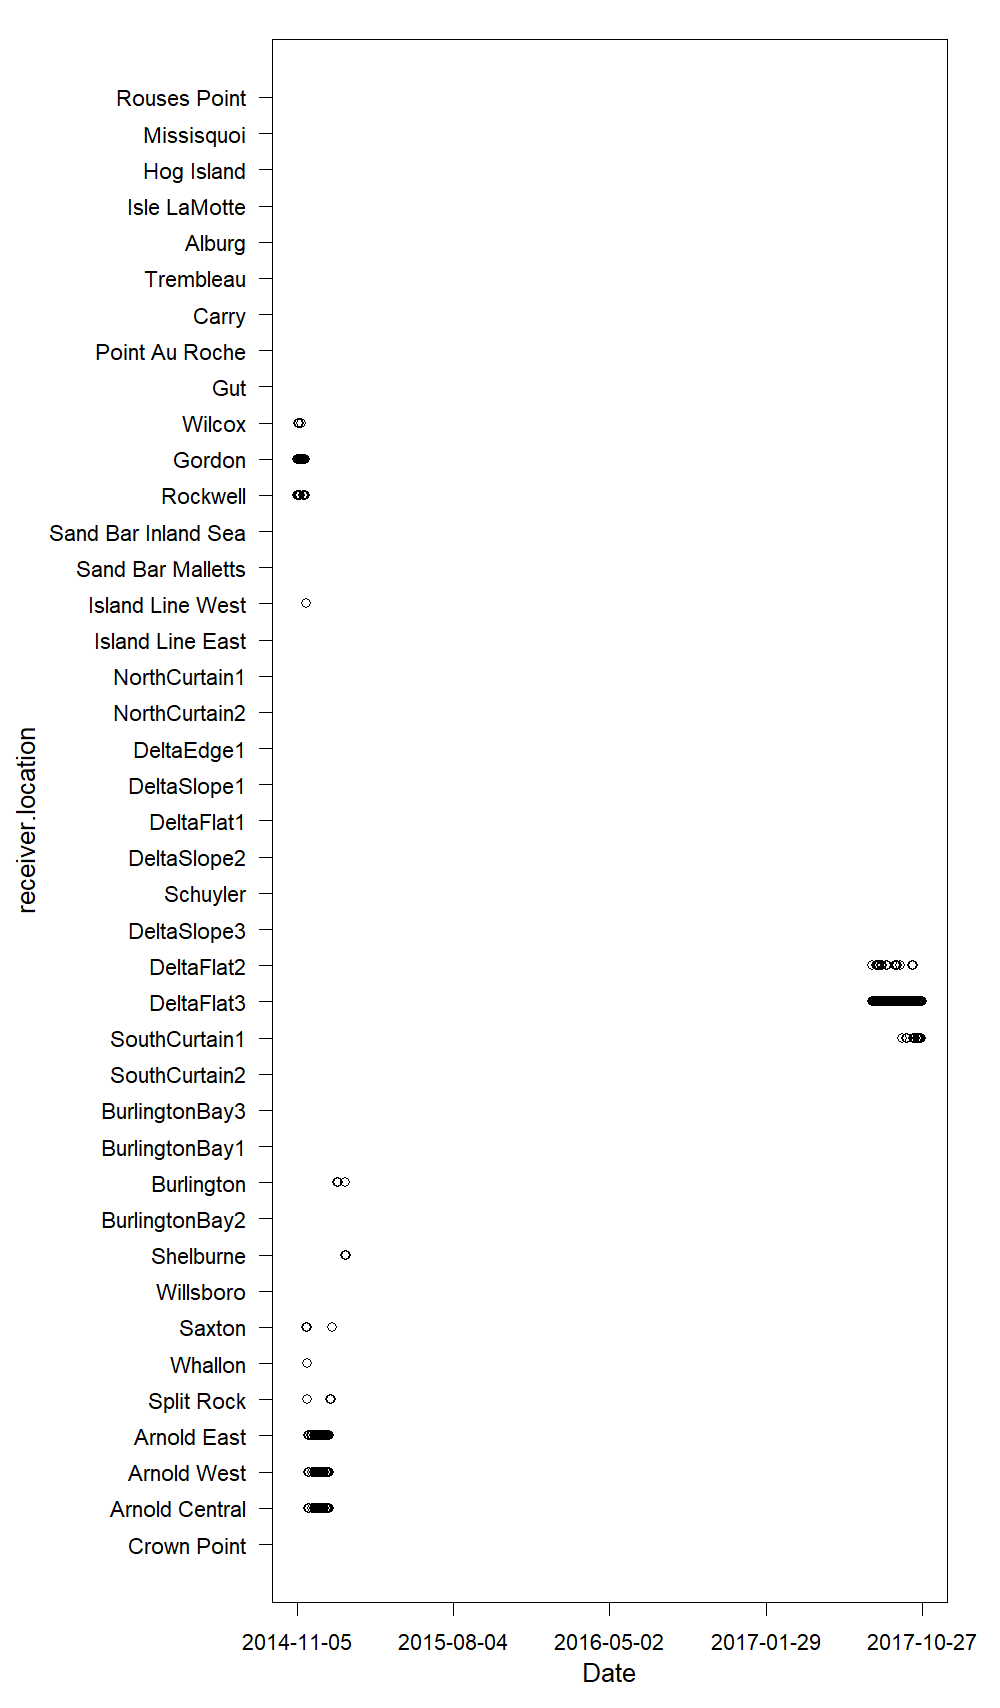 Rouses Point
Missisquoi
Hog Island
Isle LaMotte
Alburg
Trembleau
Carry
Point Au Roche
Gut
Wilcox
Gordon
Rockwell
Sand Bar Inland Sea
Sand Bar Malletts
Island Line West
Island Line East
NorthCurtain1
NorthCurtain2
DeltaEdge1
DeltaSlope1
DeltaFlat1
DeltaSlope2
Schuyler
DeltaSlope3
DeltaFlat2
DeltaFlat3
SouthCurtain1
SouthCurtain2
BurlingtonBay3
BurlingtonBay1
Burlington
BurlingtonBay2
Shelburne
Willsboro
Saxton
Whallon
Split Rock
Arnold East
Arnold West
Arnold Central
Crown Point
receiver.location
2014-11-05 2015-08-04 2016-05-02 2017-01-29 2017-10-27
Date